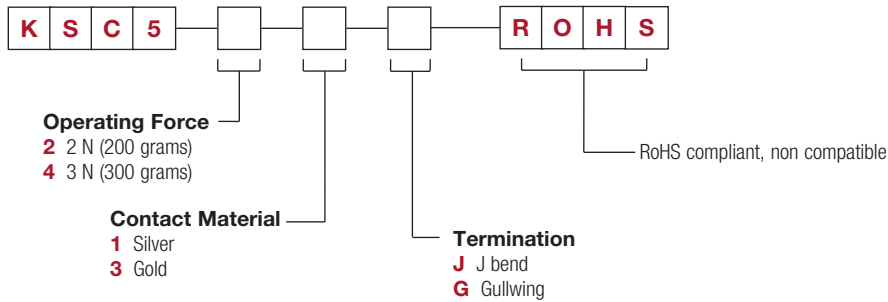 K S C 5 R O H S
Operating Force
2 2 N (200 grams)
4 3 N (300 grams)
RoHS compliant, non compatible
Contact Material
1 Silver
3 Gold
Termination
J J bend
G Gullwing